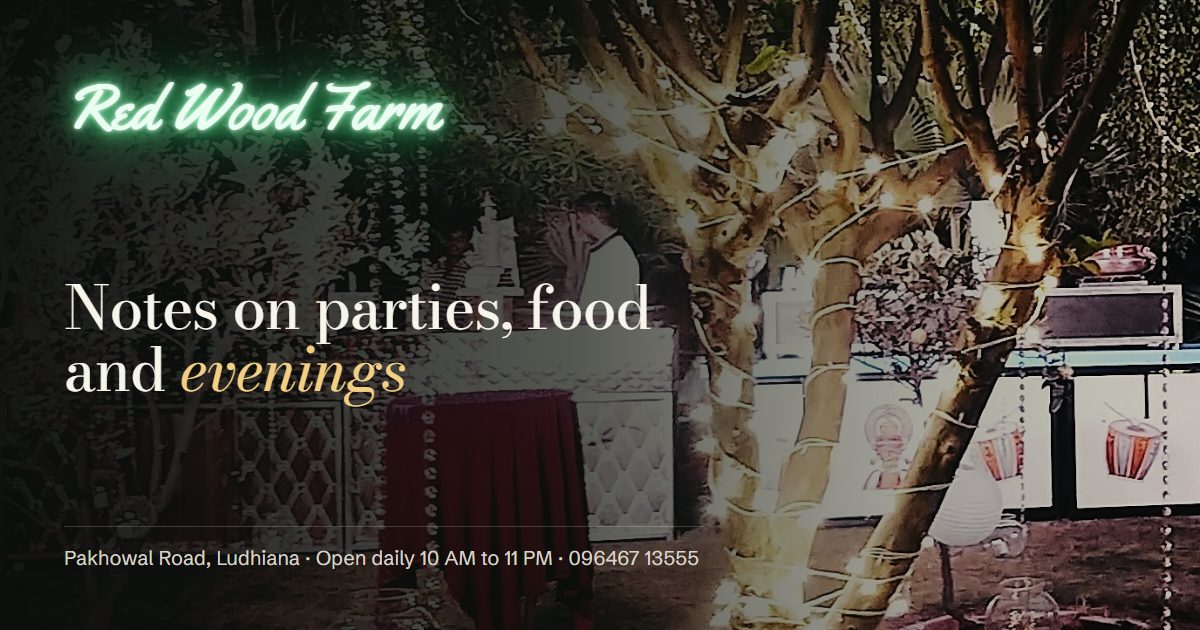 Red Wood Farm
Notes on parties, food
and evenings
Pakhowal Road, Ludhiana · Open daily 10 AM to 11 PM · 096467 13555